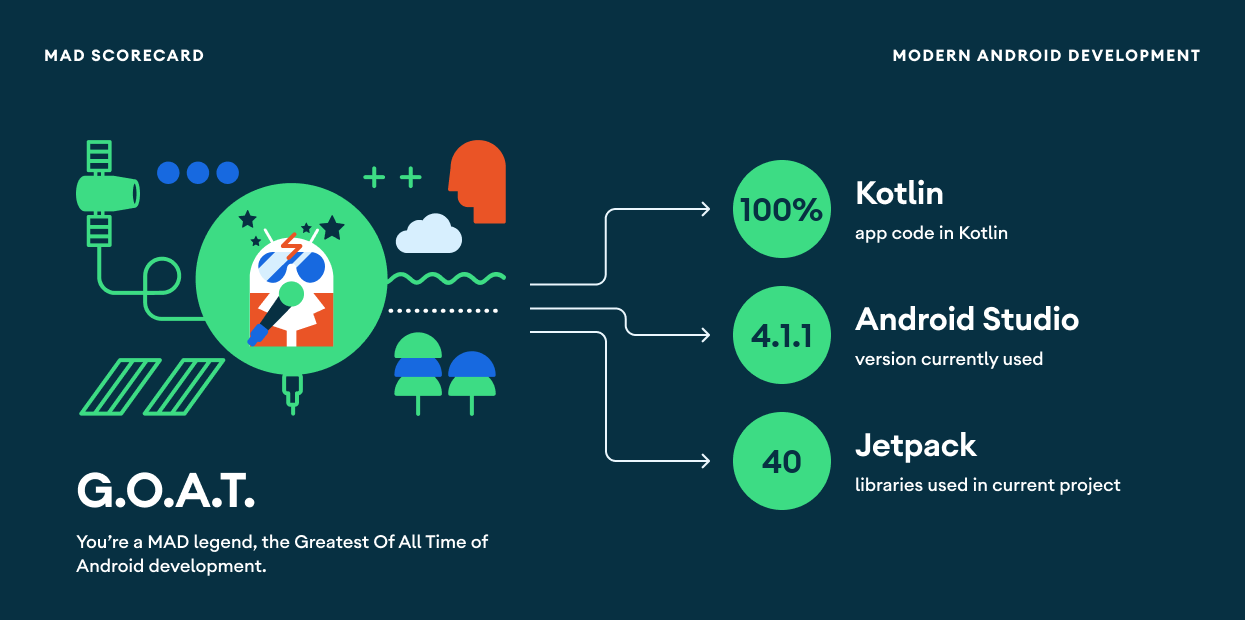 MAD SCORECARD
MODERN ANDROID DEVELOPMENT
G.O.A.T.
You’re a MAD legend, the Greatest Of All Time of
Android development.
100%
Kotlin
app code in Kotlin
4.1.1
Android Studio
version currently used
40
Jetpack
libraries used in current project